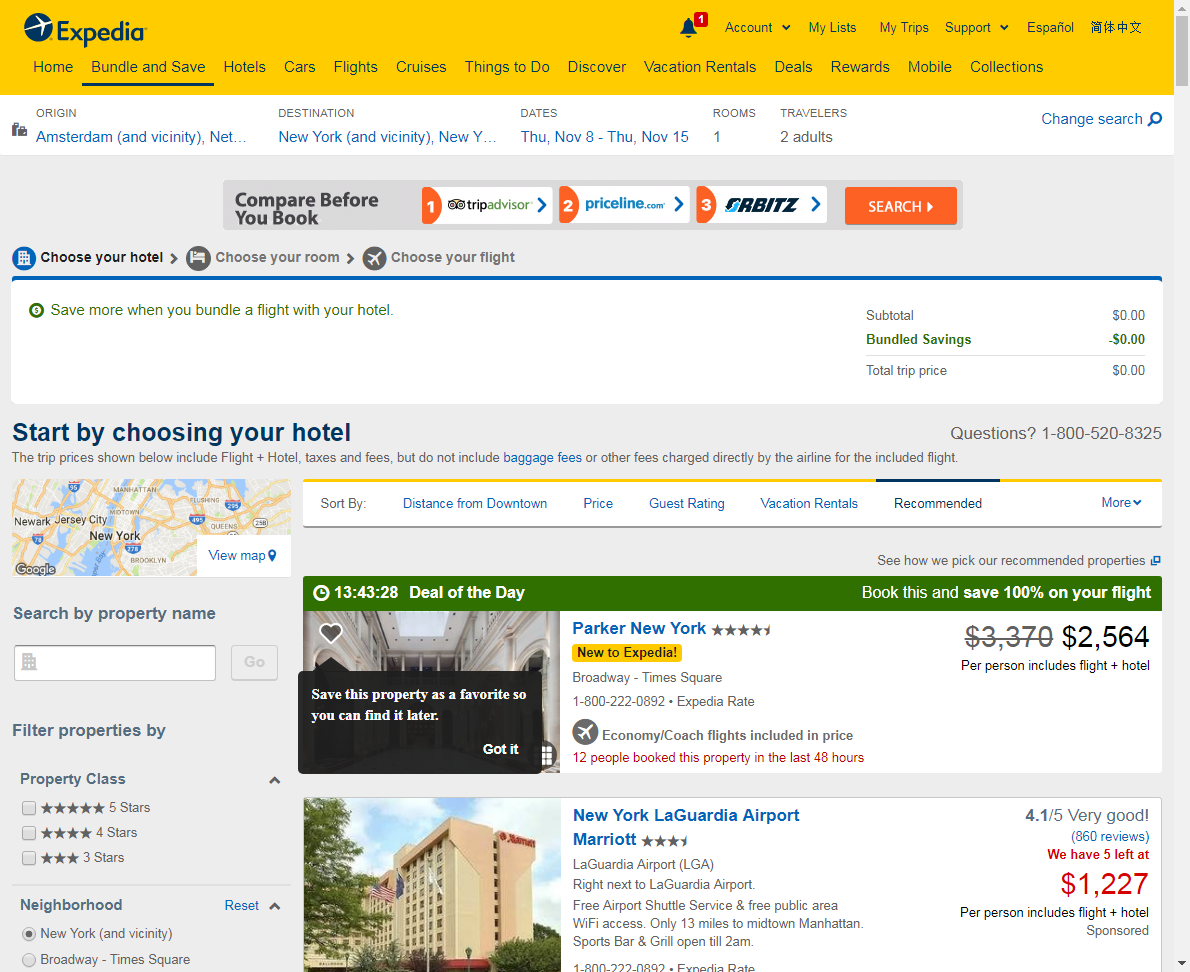 Expedia
1
Account
My Lists
My Trips
Support
Español
简体中文
Home
Bundle and Save
Hotels
Cars
Flights
Cruises
Things to Do
Discover
Vacation Rentals
Deals
Rewards
Mobile
Collections
ORIGIN
Amsterdam (and vicinity), Net…
DESTINATION
New York (and vicinity), New Y…
DATES
Thu, Nov 8 - Thu, Nov 15
ROOMS
1
TRAVELERS
2 adults
Change search
Compare Before
You Book
1 tripadvisor
2 priceline.com
3 ORBITZ
SEARCH
Choose your hotel
Choose your room
Choose your flight
Save more when you bundle a flight with your hotel.
Subtotal $0.00
Bundled Savings -$0.00
Total trip price $0.00
Start by choosing your hotel
Questions? 1-800-520-8325
The trip prices shown below include Flight + Hotel, taxes and fees, but do not include baggage fees or other fees charged directly by the airline for the included flight.
MANHATTAN
FLUSHING
95
295
Newark
Jersey City
MIDTOWN
495
QUEENS
25B
78
New York
278
BROOKLYN
Google
View map
Sort By:
Distance from Downtown
Price
Guest Rating
Vacation Rentals
Recommended
More
See how we pick our recommended properties
Search by property name
Go
Filter properties by
Property Class
5 Stars
4 Stars
3 Stars
Neighborhood
Reset
New York (and vicinity)
Broadway - Times Square
13:43:28 Deal of the Day
Book this and save 100% on your flight
Save this property as a favorite so
you can find it later.
Got it
Parker New York
New to Expedia!
Broadway - Times Square
1-800-222-0892 • Expedia Rate
Economy/Coach flights included in price
12 people booked this property in the last 48 hours
$3,370 $2,564
Per person includes flight + hotel
Marriott
New York LaGuardia Airport
Marriott
LaGuardia Airport (LGA)
Right next to LaGuardia Airport.
Free Airport Shuttle Service & free public area
WiFi access. Only 13 miles to midtown Manhattan.
Sports Bar & Grill open till 2am.
1-800-222-0892 • Expedia Rate
4.1/5 Very good!
(860 reviews)
We have 5 left at
$1,227
Per person includes flight + hotel
Sponsored